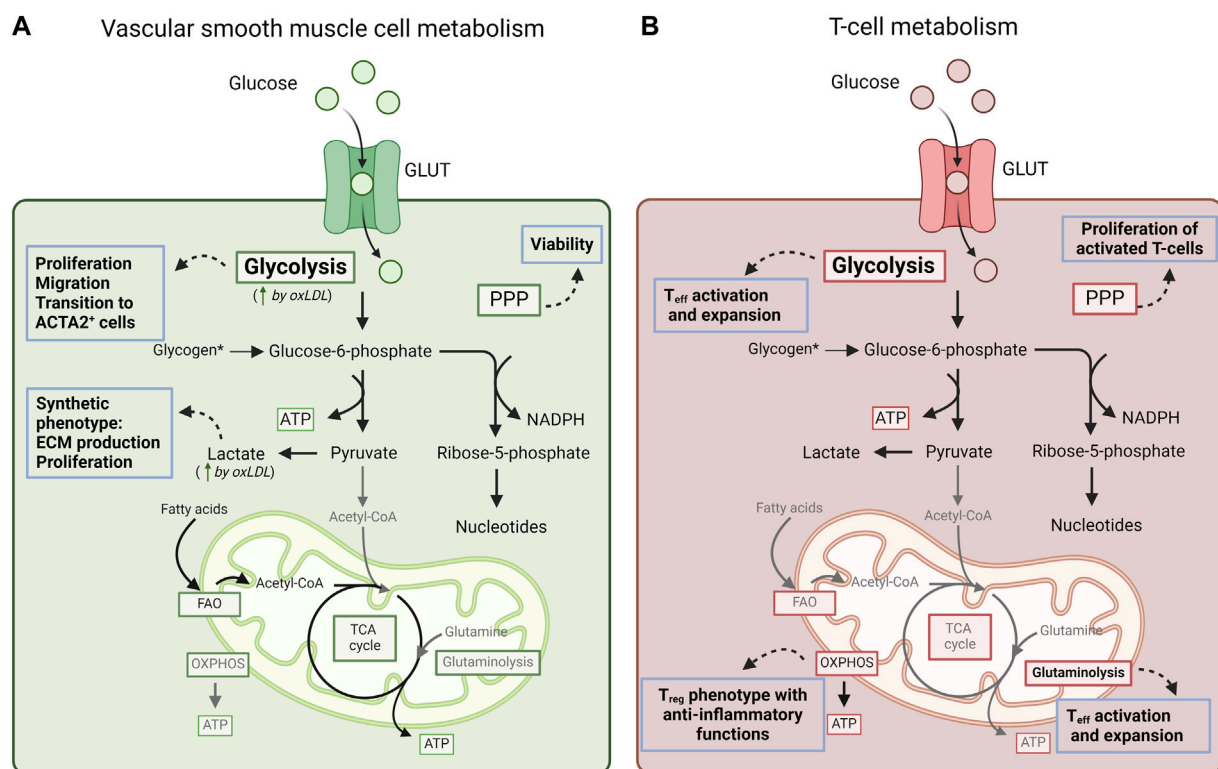 A
Vascular smooth muscle cell metabolism
Glucose
GLUT
Viability
Proliferation
Migration
Transition to
ACTA2⁺ cells
Glycolysis
(↑ by oxLDL)
PPP
Glycogen*
Glucose-6-phosphate
Synthetic
phenotype:
ECM production
Proliferation
ATP
NADPH
Lactate
(↑ by oxLDL)
Pyruvate
Ribose-5-phosphate
Fatty acids
Acetyl-CoA
Nucleotides
Acetyl-CoA
FAO
TCA
cycle
Glutamine
Glutaminolysis
OXPHOS
ATP
ATP
B
T-cell metabolism
Glucose
GLUT
Proliferation of
activated T-cells
Glycolysis
Teff activation
and expansion
PPP
Glycogen*
Glucose-6-phosphate
ATP
NADPH
Lactate
Pyruvate
Ribose-5-phosphate
Fatty acids
Acetyl-CoA
Nucleotides
Acetyl-CoA
FAO
TCA
cycle
Glutamine
OXPHOS
Glutaminolysis
Treg phenotype with
anti-inflammatory
functions
ATP
Teff activation
and expansion
ATP